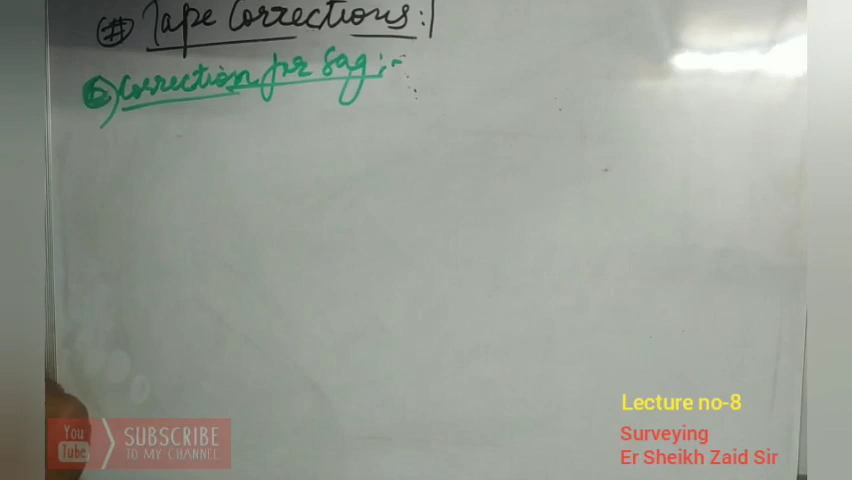 (#) Tape Corrections:
6) Correction for Sag:-
Lecture no-8
Surveying
Er Sheikh Zaid Sir
You
Tube
SUBSCRIBE
TO MY CHANNEL